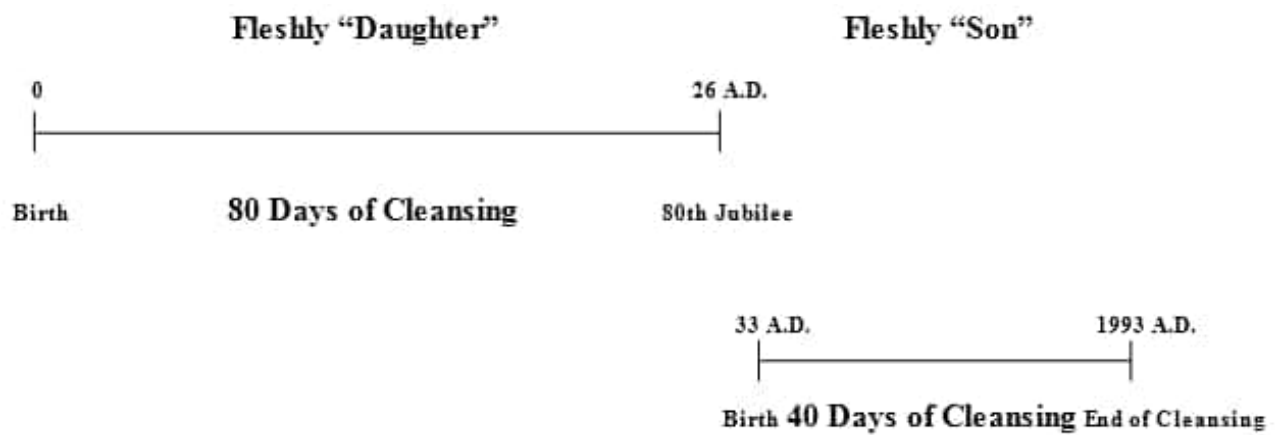 Fleshly “Daughter” Fleshly “Son”
0 26 A.D.
Birth 80 Days of Cleansing 80th Jubilee
33 A.D. 1993 A.D.
Birth 40 Days of Cleansing End of Cleansing